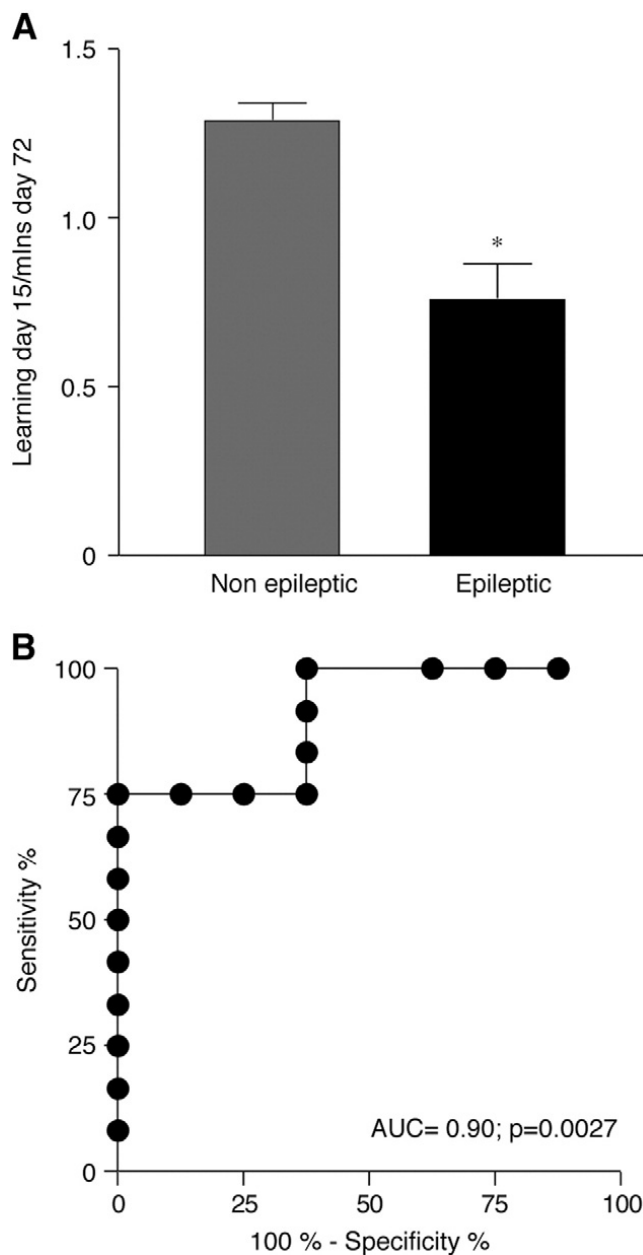 A
Learning day 15/mIns day 72
1.5
1.0
0.5
0
*
Non epileptic
Epileptic
B
Sensitivity %
100
75
50
25
0
AUC= 0.90; p=0.0027
0
25
50
75
100
100 % - Specificity %